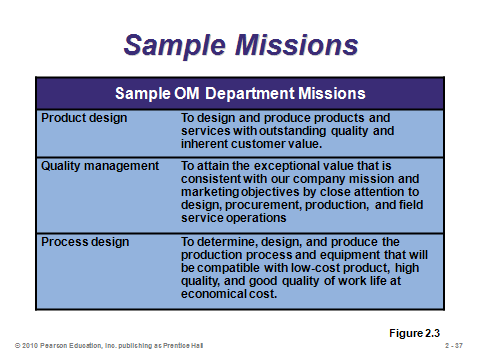 Sample Missions
Sample OM Department Missions
Product design
To design and produce products and
services with outstanding quality and
inherent customer value.
Quality management
To attain the exceptional value that is
consistent with our company mission and
marketing objectives by close attention to
design, procurement, production, and field
service operations
Process design
To determine, design, and produce the
production process and equipment that will
be compatible with low-cost product, high
quality, and good quality of work life at
economical cost.
Figure 2.3
© 2010 Pearson Education, Inc. publishing as Prentice Hall
2 - 37